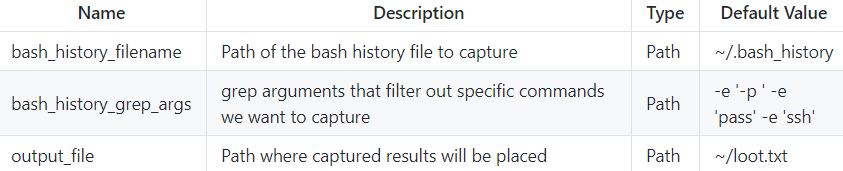 Name Description Type Default Value
bash_history_filename Path of the bash history file to capture Path ~/.bash_history
bash_history_grep_args grep arguments that filter out specific commands we want to capture Path -e '-p ' -e 'pass' -e 'ssh'
output_file Path where captured results will be placed Path ~/loot.txt